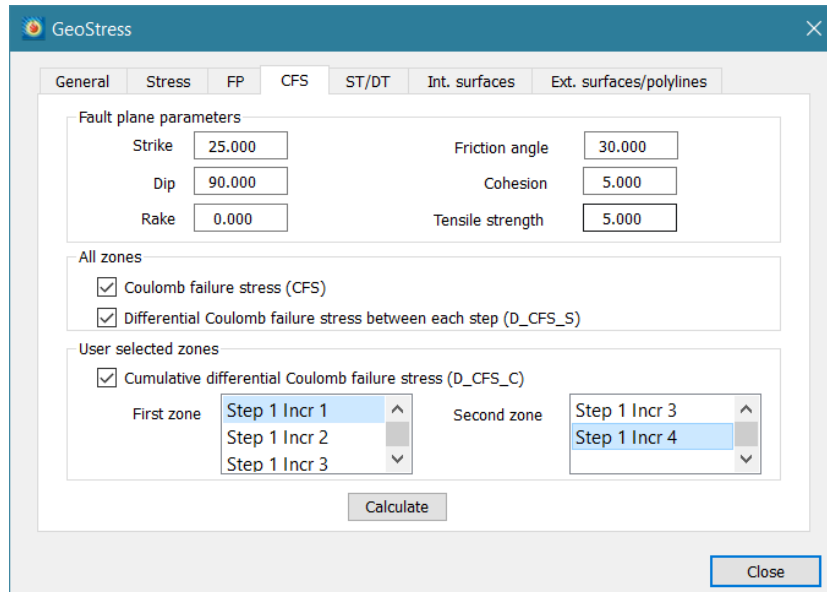 GeoStress
General Stress FP CFS ST/DT Int. surfaces Ext. surfaces/polylines
Fault plane parameters
Strike 25.000 Friction angle 30.000
Dip 90.000 Cohesion 5.000
Rake 0.000 Tensile strength 5.000
All zones
Coulomb failure stress (CFS)
Differential Coulomb failure stress between each step (D_CFS_S)
User selected zones
Cumulative differential Coulomb failure stress (D_CFS_C)
First zone Step 1 Incr 1 Second zone Step 1 Incr 3
Step 1 Incr 2 Step 1 Incr 4
Step 1 Incr 3
Calculate
Close